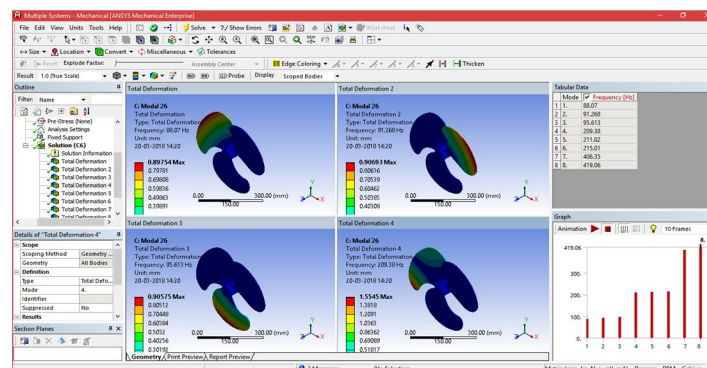 Multiple Systems - Mechanical [ANSYS Mechanical Enterprise]
File Edit View Units Tools Help Solve ?/ Show Errors Worksheet
Size Location Convert Miscellaneous Tolerances
Reset Explode Factor: Assembly Center Edge Coloring Thicken
Result 1.0 (True Scale) Probe Display Scoped Bodies
Outline
Filter: Name
Pre-Stress (None)
Analysis Settings
Fixed Support
Solution (C6)
Solution Information
Total Deformation
Total Deformation 2
Total Deformation 3
Total Deformation 4
Total Deformation 5
Total Deformation 6
Total Deformation 7
Total Deformation 8
Details of "Total Deformation 4"
Scope
Scoping Method Geometry ...
Geometry All Bodies
Definition
Type Total Defo...
Mode 4.
Identifier
Suppressed No
Results
Section Planes
Total Deformation
C: Modal 26
Total Deformation
Type: Total Deformation
Frequency: 88.07 Hz
Unit: mm
20-03-2018 14:20
0.89754 Max
0.79781
0.69808
0.59836
0.49863
0.39891
0.00 300.00 (mm)
150.00
Y
X
Z
Total Deformation 2
C: Modal 26
Total Deformation 2
Type: Total Deformation
Frequency: 91.268 Hz
Unit: mm
20-03-2018 14:20
0.90693 Max
0.80616
0.70539
0.60462
0.50385
0.40308
0.00 300.00 (mm)
150.00
Y
X
Z
Total Deformation 3
C: Modal 26
Total Deformation 3
Type: Total Deformation
Frequency: 95.613 Hz
Unit: mm
20-03-2018 14:20
0.90575 Max
0.80512
0.70448
0.60384
0.5032
0.40256
0.30192
0.00 300.00 (mm)
150.00
Y
X
Z
Total Deformation 4
C: Modal 26
Total Deformation 4
Type: Total Deformation
Frequency: 209.38 Hz
Unit: mm
20-03-2018 14:20
1.5545 Max
1.3818
1.2091
1.0363
0.86362
0.69089
0.51817
0.00 300.00 (mm)
150.00
Y
X
Z
Geometry Print Preview Report Preview
Tabular Data
Mode Frequency [Hz]
1 1. 88.07
2 2. 91.268
3 3. 95.613
4 4. 209.38
5 5. 211.02
6 6. 215.01
7 7. 406.35
8 8. 419.06
Graph
Animation 10 Frames
419.06
300.
200.
100.
0.
8.
1 2 3 4 5 6 7 8
No Selection